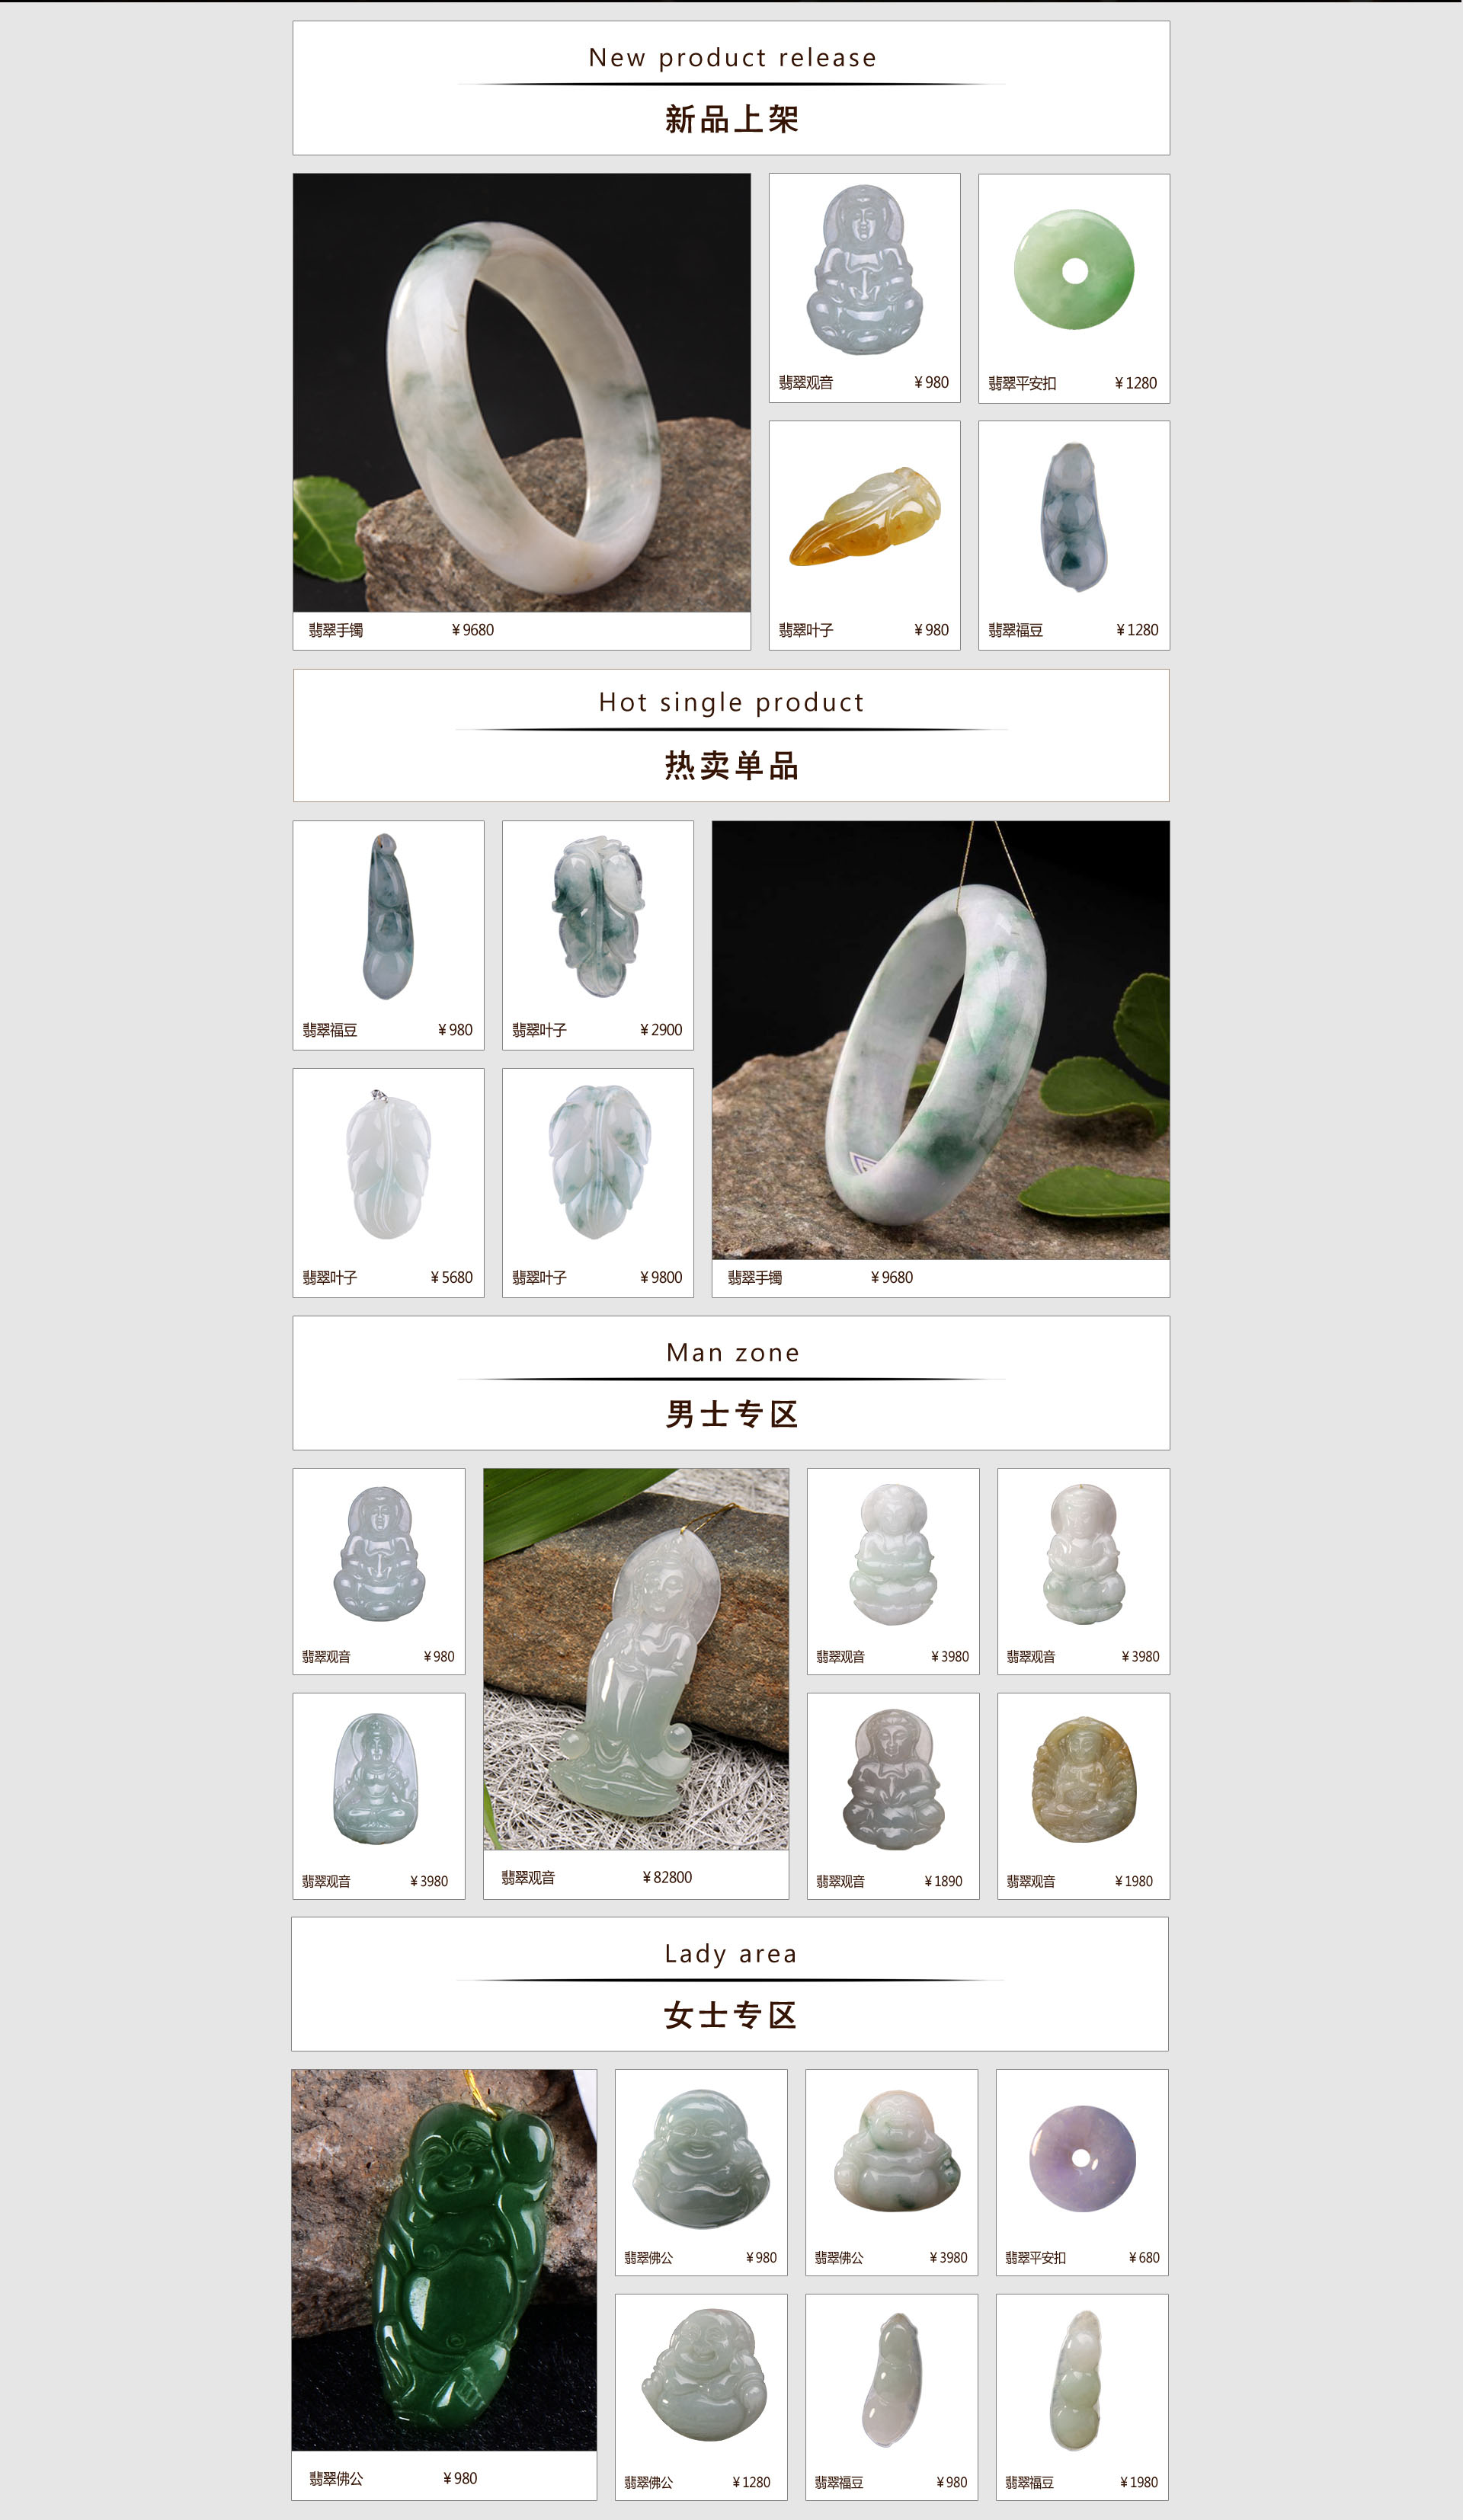 New product release
新品上架
翡翠观音 ¥980
翡翠平安扣 ¥1280
翡翠手镯 ¥9680
翡翠叶子 ¥980
翡翠福豆 ¥1280
Hot single product
热卖单品
翡翠福豆 ¥980
翡翠叶子 ¥2900
翡翠叶子 ¥5680
翡翠叶子 ¥9800
翡翠手镯 ¥9680
Man zone
男士专区
翡翠观音 ¥980
翡翠观音 ¥3980
翡翠观音 ¥3980
翡翠观音 ¥3980
翡翠观音 ¥82800
翡翠观音 ¥1890
翡翠观音 ¥1980
Lady area
女士专区
翡翠佛公 ¥980
翡翠佛公 ¥3980
翡翠平安扣 ¥680
翡翠佛公 ¥980
翡翠佛公 ¥1280
翡翠福豆 ¥980
翡翠福豆 ¥1980